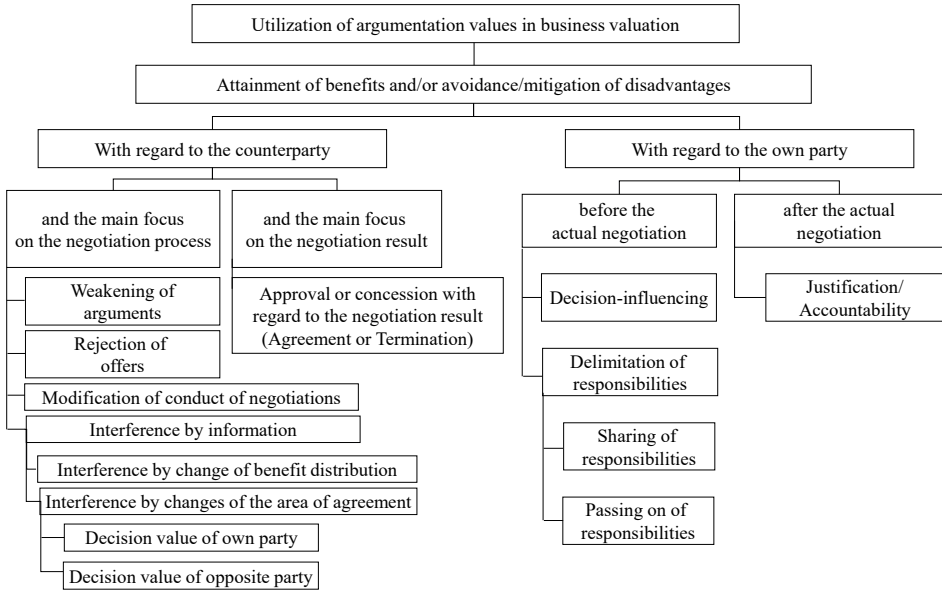 Utilization of argumentation values in business valuation
Attainment of benefits and/or avoidance/mitigation of disadvantages
With regard to the counterparty
With regard to the own party
and the main focus
on the negotiation process
and the main focus
on the negotiation result
before the
actual negotiation
after the actual
negotiation
Weakening of
arguments
Rejection of
offers
Modification of conduct of negotiations
Interference by information
Interference by change of benefit distribution
Interference by changes of the area of agreement
Decision value of own party
Decision value of opposite party
Approval or concession with
regard to the negotiation result
(Agreement or Termination)
Decision-influencing
Delimitation of
responsibilities
Sharing of
responsibilities
Passing on of
responsibilities
Justification/
Accountability